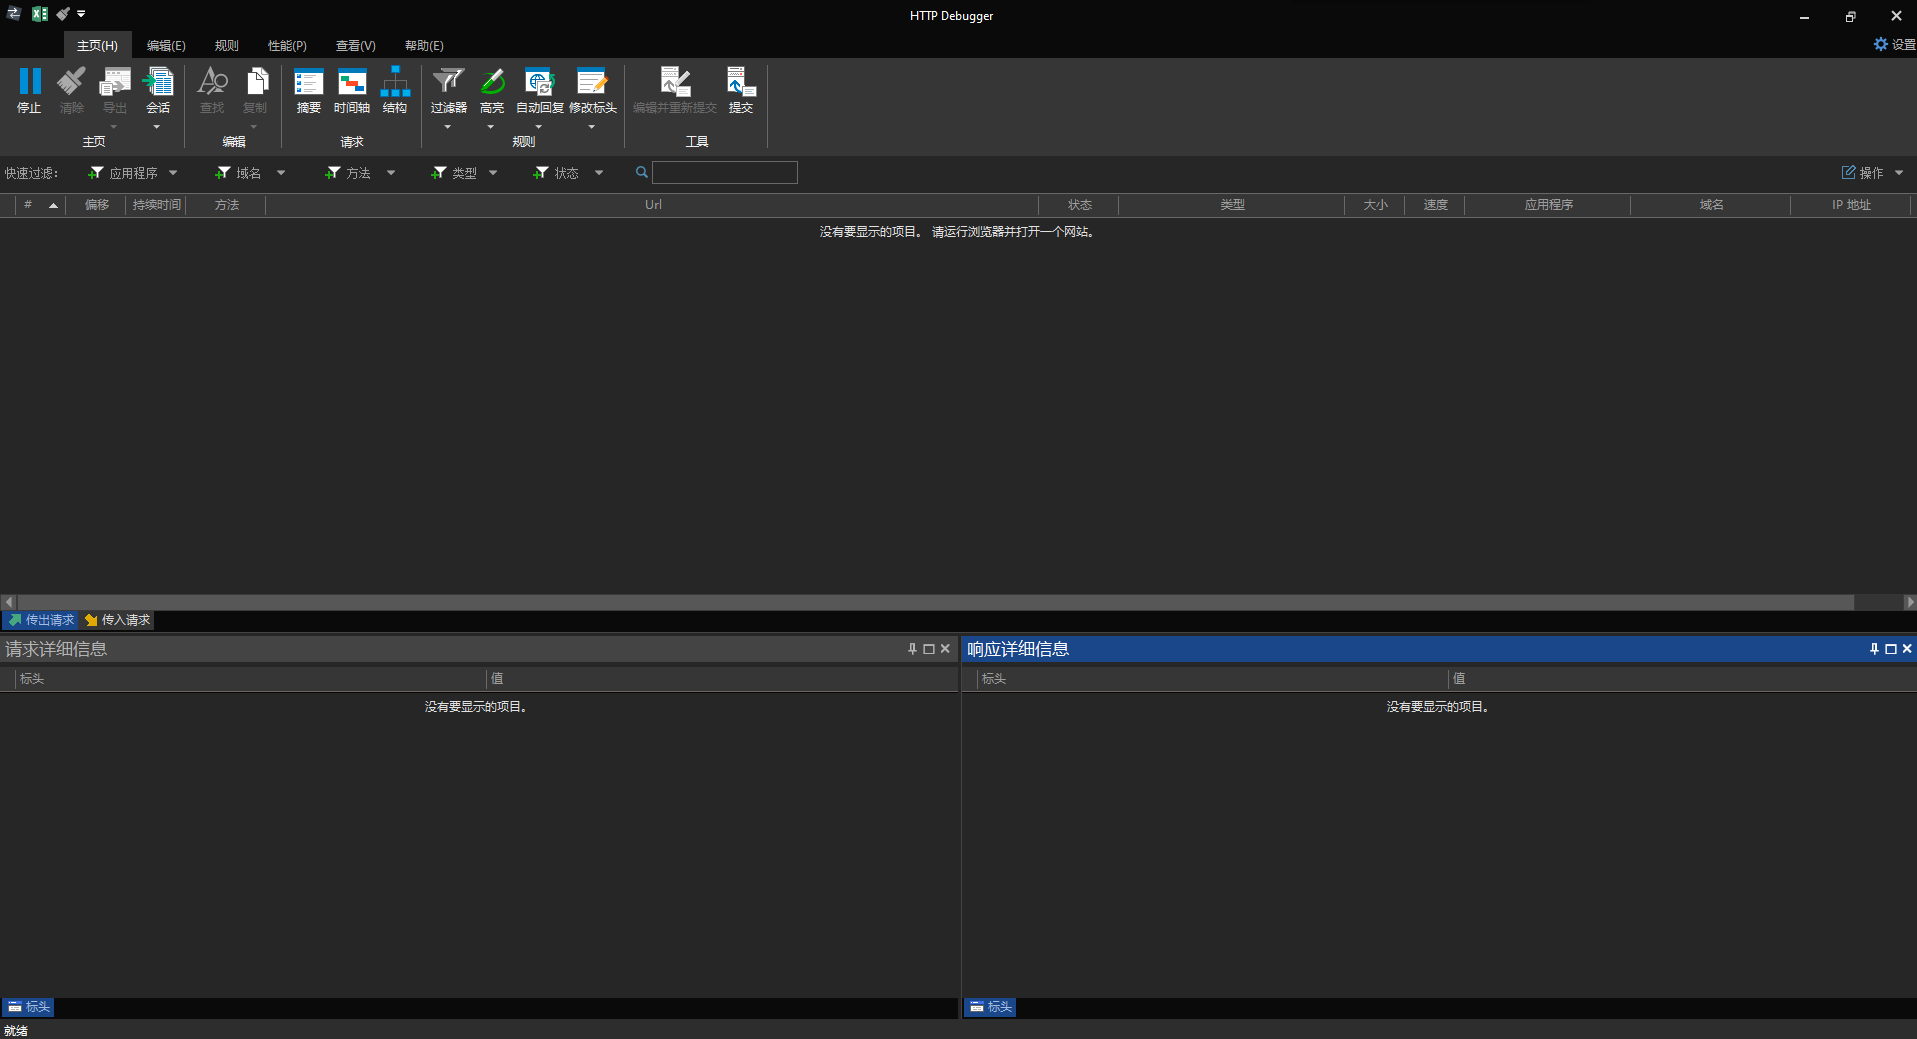 HTTP Debugger
主页(H) 编辑(E) 规则 性能(P) 查看(V) 帮助(E) 设置
停止 清除 导出 会话 查找 复制 摘要 时间轴 结构 过滤器 高亮 自动回复 修改标头 编辑并重新提交 提交
主页 编辑 请求 规则 工具
快速过滤: 应用程序 域名 方法 类型 状态 操作
# 偏移 持续时间 方法 Url 状态 类型 大小 速度 应用程序 域名 IP 地址
没有要显示的项目。 请运行浏览器并打开一个网站。
传出请求 传入请求
请求详细信息 响应详细信息
标头 值 标头 值
没有要显示的项目。 没有要显示的项目。
标头 标头
就绪